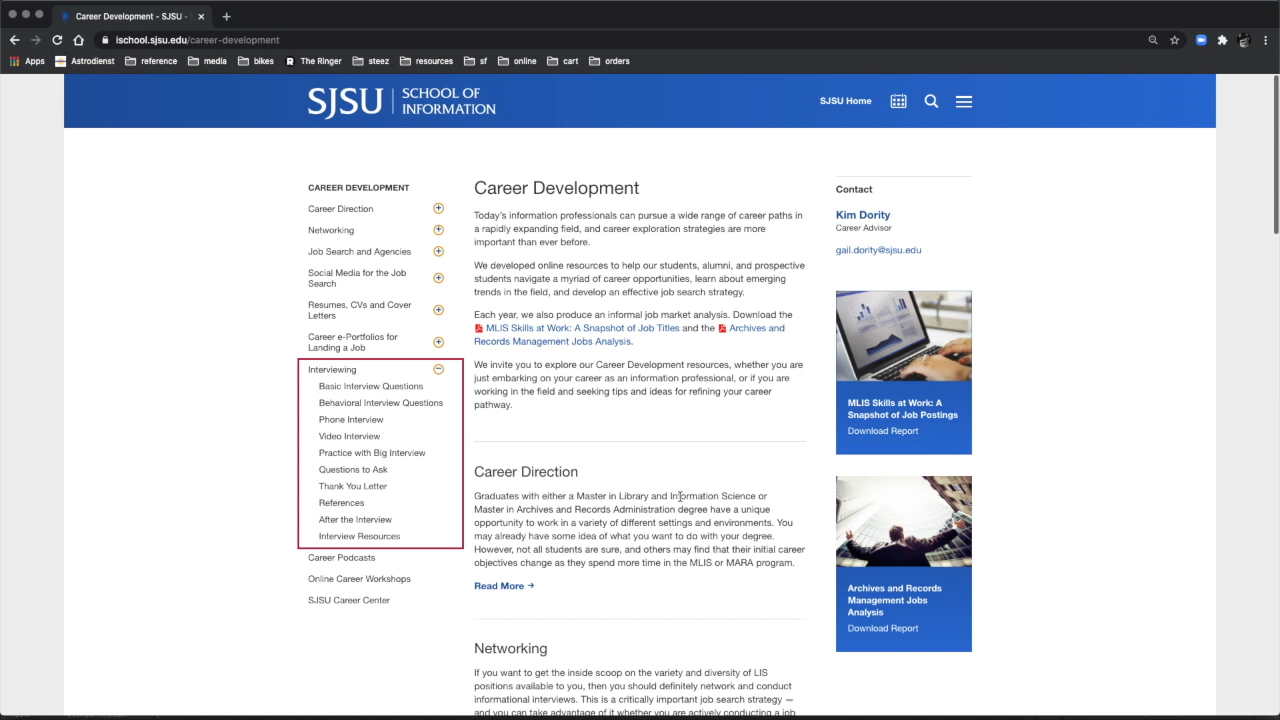 Career Development - SJSU -
ischool.sjsu.edu/career-development
Apps
Astrodienst
reference
media
bikes
The Ringer
steez
resources
sf
online
cart
orders
SJSU
SCHOOL OF
INFORMATION
SJSU Home
CAREER DEVELOPMENT
Career Direction
Networking
Job Search and Agencies
Social Media for the Job
Search
Resumes, CVs and Cover
Letters
Career e-Portfolios for
Landing a Job
Interviewing
Basic Interview Questions
Behavioral Interview Questions
Phone Interview
Video Interview
Practice with Big Interview
Questions to Ask
Thank You Letter
References
After the Interview
Interview Resources
Career Podcasts
Online Career Workshops
SJSU Career Center
Career Development
Today's information professionals can pursue a wide range of career paths in
a rapidly expanding field, and career exploration strategies are more
important than ever before.
We developed online resources to help our students, alumni, and prospective
students navigate a myriad of career opportunities, learn about emerging
trends in the field, and develop an effective job search strategy.
Each year, we also produce an informal job market analysis. Download the
MLIS Skills at Work: A Snapshot of Job Titles and the Archives and
Records Management Jobs Analysis.
We invite you to explore our Career Development resources, whether you are
just embarking on your career as an information professional, or if you are
working in the field and seeking tips and ideas for refining your career
pathway.
Career Direction
Graduates with either a Master in Library and Information Science or
Master in Archives and Records Administration degree have a unique
opportunity to work in a variety of different settings and environments. You
may already have some idea of what you want to do with your degree.
However, not all students are sure, and others may find that their initial career
objectives change as they spend more time in the MLIS or MARA program.
Read More →
Networking
If you want to get the inside scoop on the variety and diversity of LIS
positions available to you, then you should definitely network and conduct
informational interviews. This is a critically important job search strategy —
and you can take advantage of it whether you are actively conducting a job
Contact
Kim Dority
Career Advisor
gail.dority@sjsu.edu
MLIS Skills at Work: A
Snapshot of Job Postings
Download Report
Archives and Records
Management Jobs
Analysis
Download Report